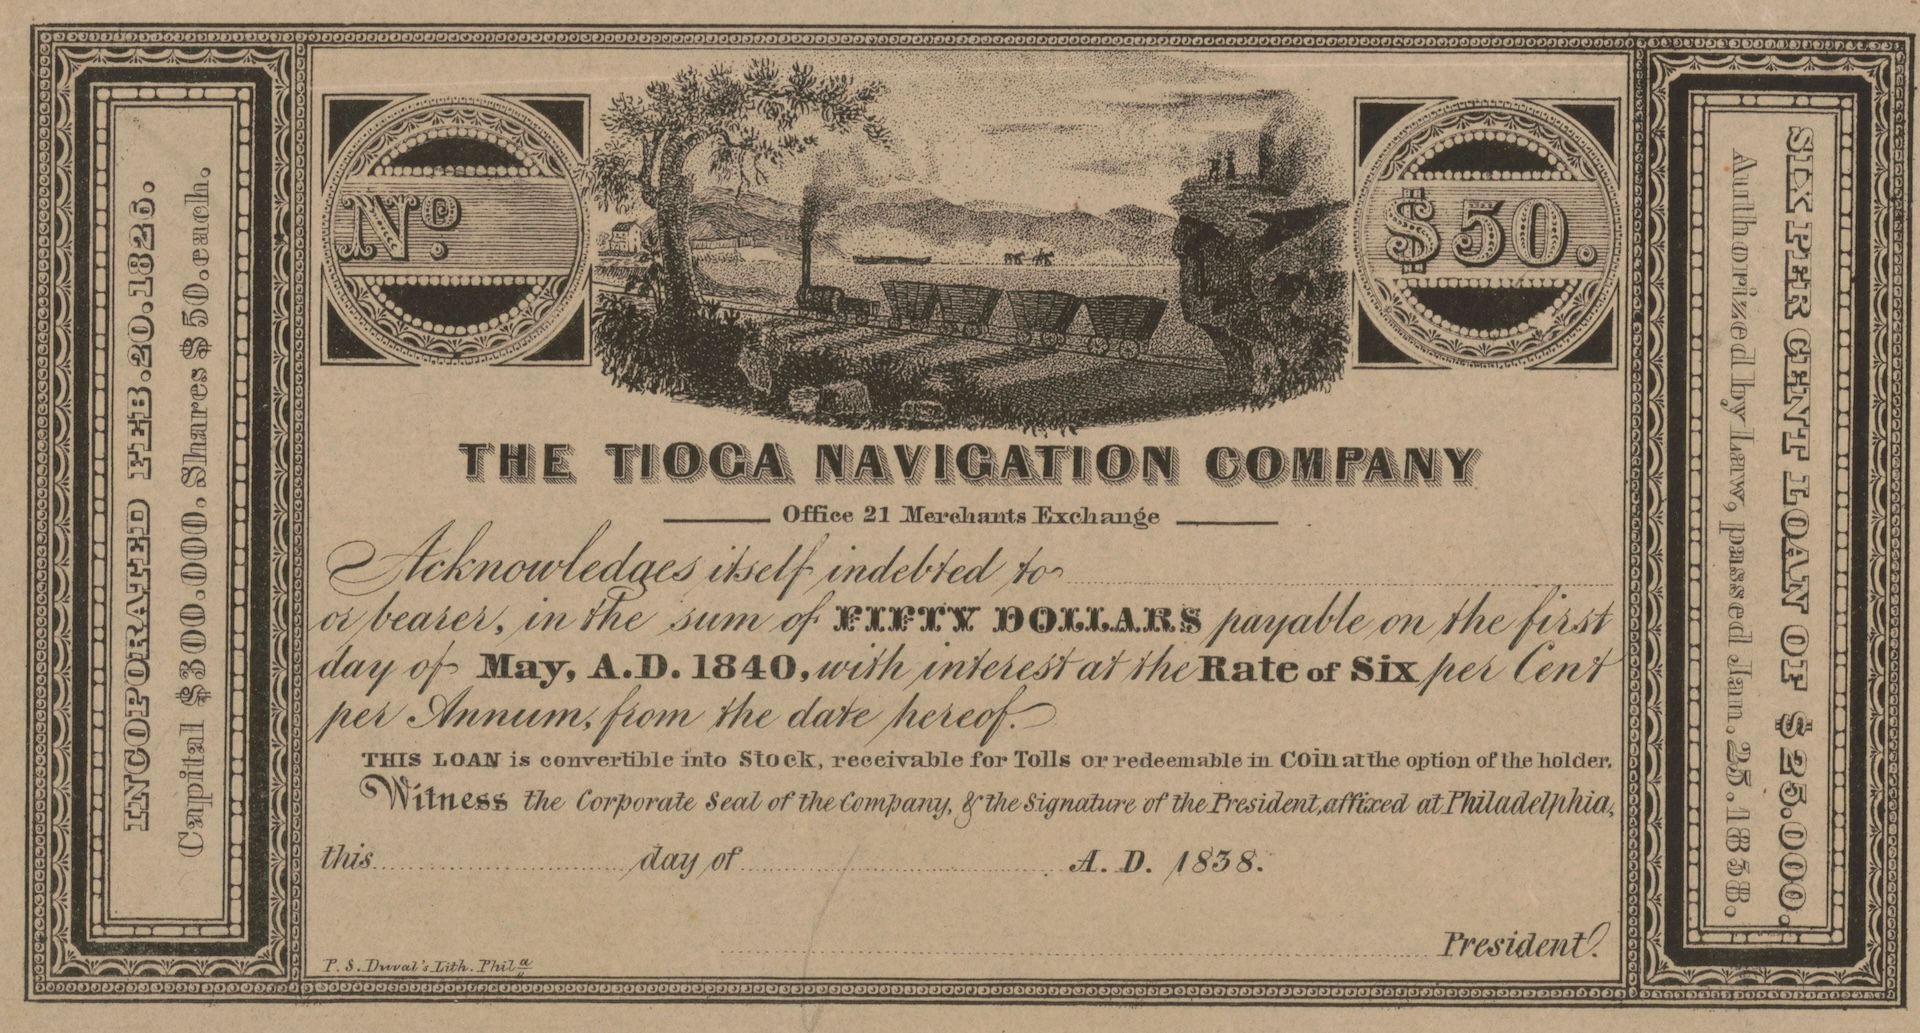 INCOPORATED FEB. 20. 1826.
Capital $300.000. Shares $50. each.
No.
$50.
THE TIOGA NAVIGATION COMPANY
Office 21 Merchants Exchange
Acknowledges itself indebted to
or bearer, in the sum of FIFTY DOLLARS payable on the first
day of May, A.D. 1840, with interest at the Rate of Six per Cent
per Annum, from the date hereof.
THIS LOAN is convertible into Stock, receivable for Tolls or redeemable in Coin at the option of the holder.
Witness the Corporate Seal of the Company, & the Signature of the President, affixed at Philadelphia,
this day of A. D. 1838.
President.
P. S. Duval's Lith. Phila
SIX PER CENT LOAN OF $25.000.
Authorized by Law, passed Jan. 25. 1838.